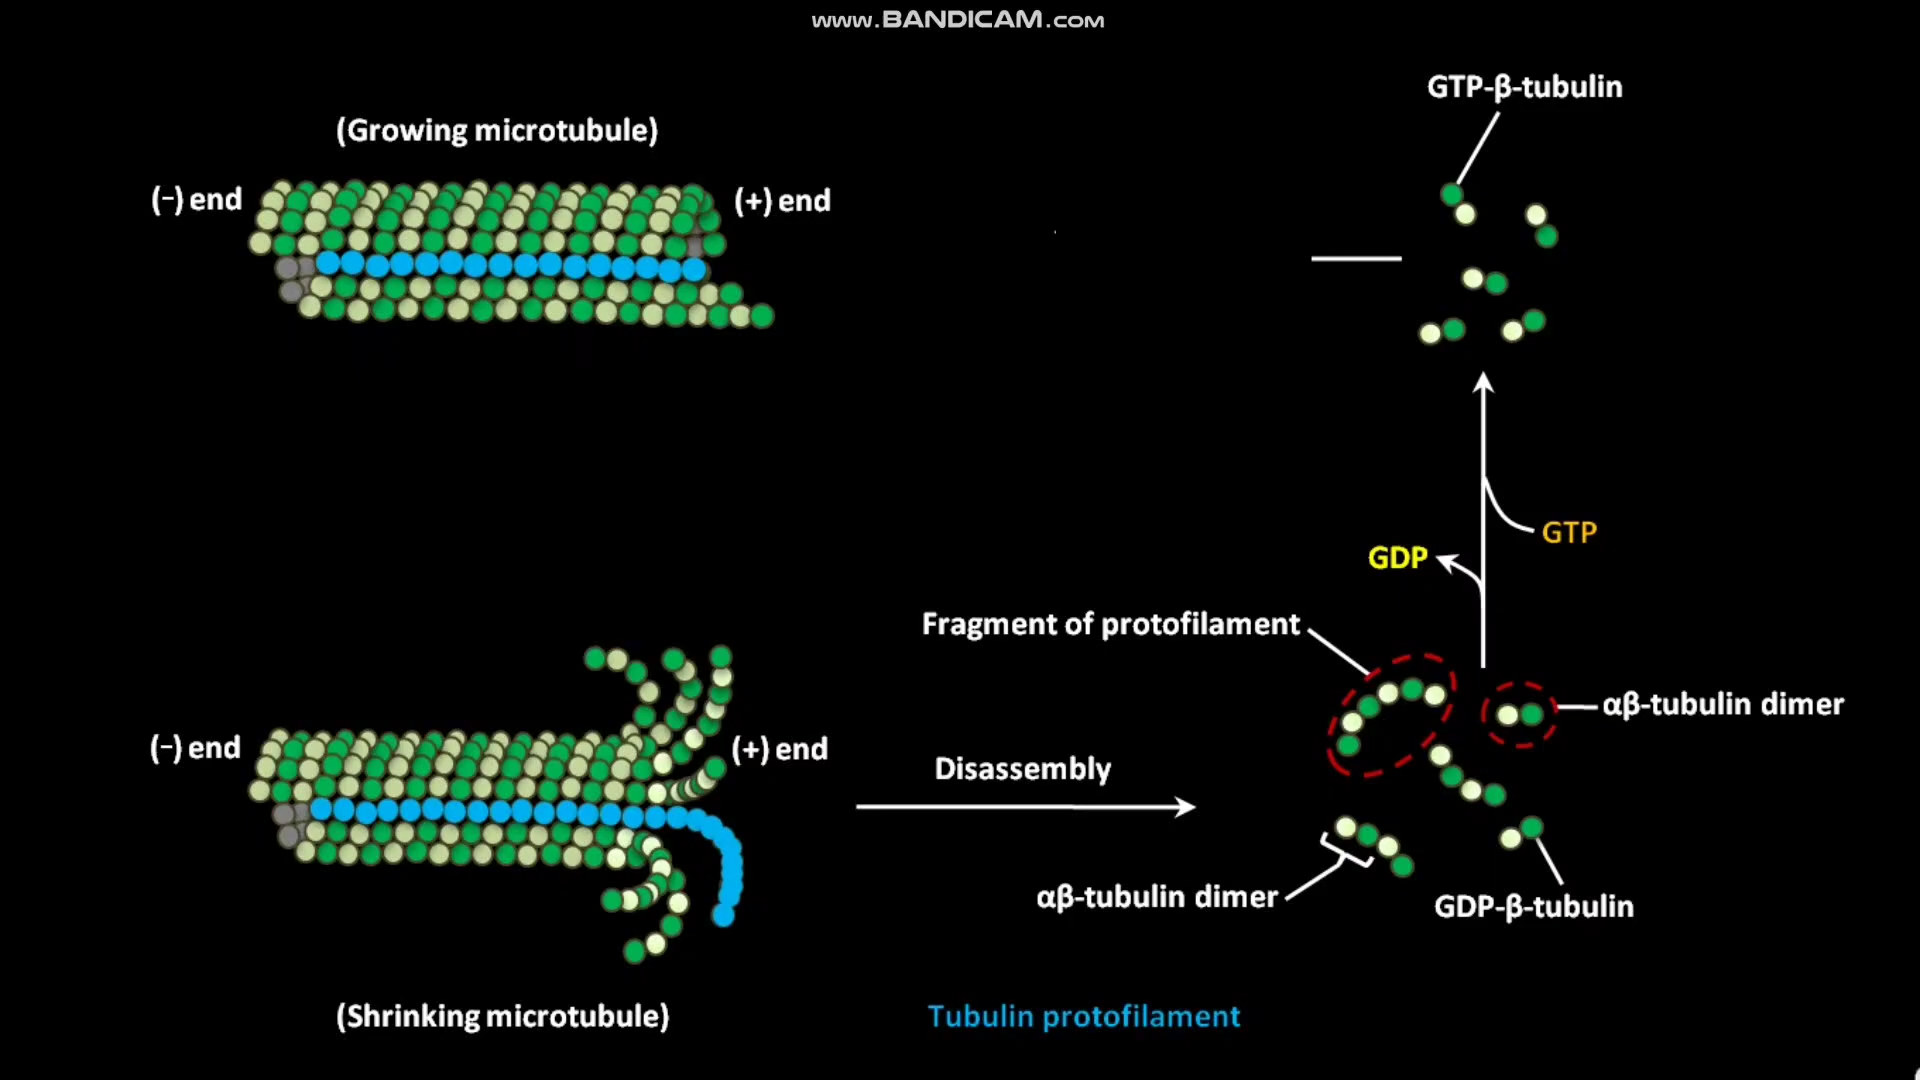 www.BANDICAM.com
GTP-β-tubulin
(Growing microtubule)
(−) end
(+) end
GTP
GDP
Fragment of protofilament
αβ-tubulin dimer
(−) end
(+) end
Disassembly
αβ-tubulin dimer
GDP-β-tubulin
(Shrinking microtubule)
Tubulin protofilament